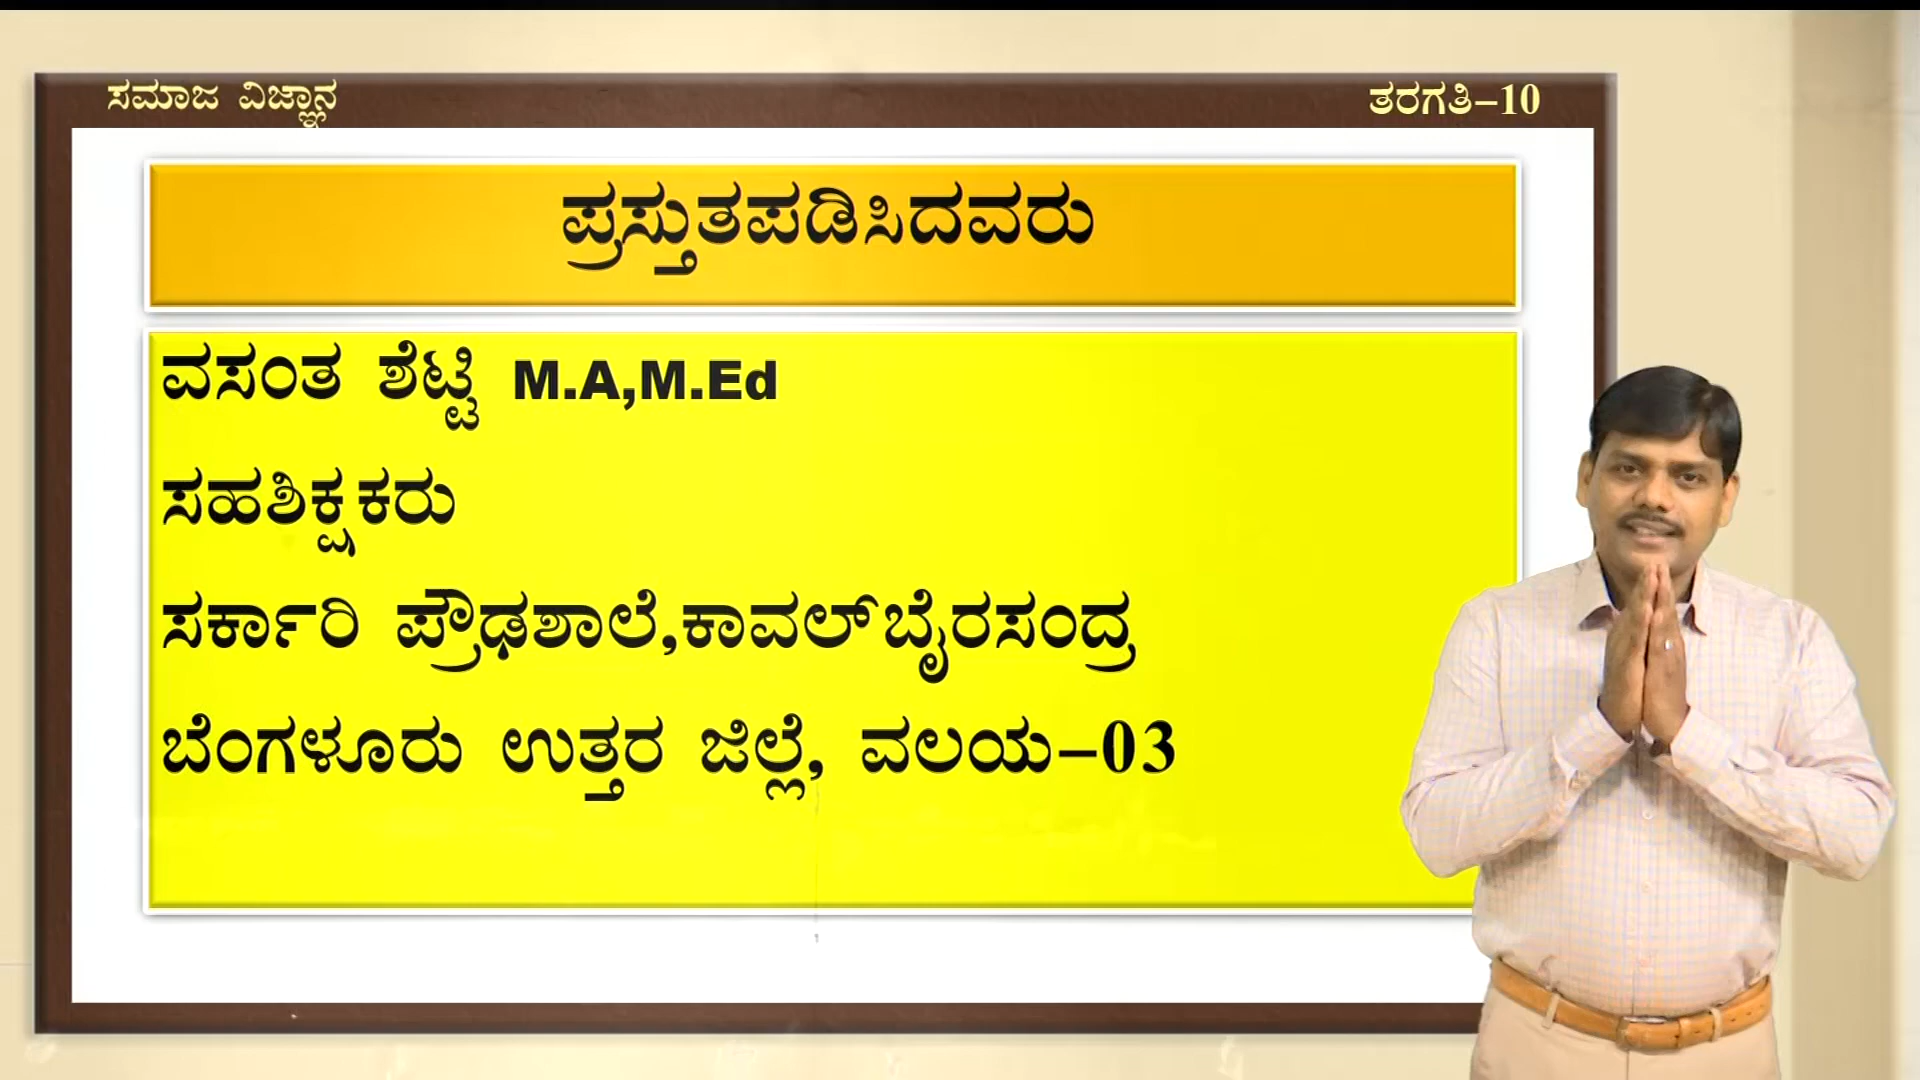 ಸಮಾಜ ವಿಜ್ಞಾನ
ತರಗತಿ-10
ಪ್ರಸ್ತುತಪಡಿಸಿದವರು
ವಸಂತ ಶೆಟ್ಟಿ M.A,M.Ed
ಸಹಶಿಕ್ಷಕರು
ಸರ್ಕಾರಿ ಪ್ರೌಢಶಾಲೆ,ಕಾವಲ್‌ಬೈರಸಂದ್ರ
ಬೆಂಗಳೂರು ಉತ್ತರ ಜಿಲ್ಲೆ, ವಲಯ-03